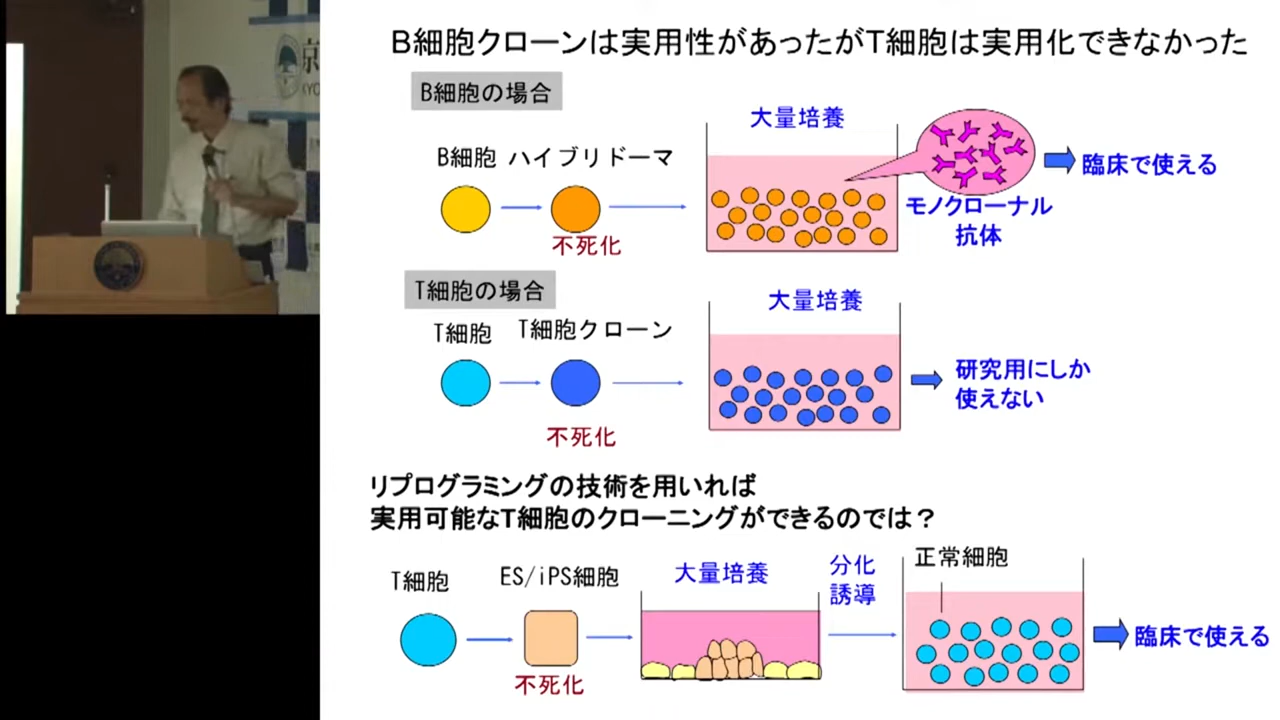 B細胞クローンは実用性があったがT細胞は実用化できなかった
B細胞の場合
B細胞 ハイブリドーマ
不死化
大量培養
モノクローナル
抗体
臨床で使える
T細胞の場合
T細胞 T細胞クローン
不死化
大量培養
研究用にしか
使えない
リプログラミングの技術を用いれば
実用可能なT細胞のクローニングができるのでは？
T細胞
ES/iPS細胞
不死化
大量培養
分化
誘導
正常細胞
臨床で使える
京
KYO